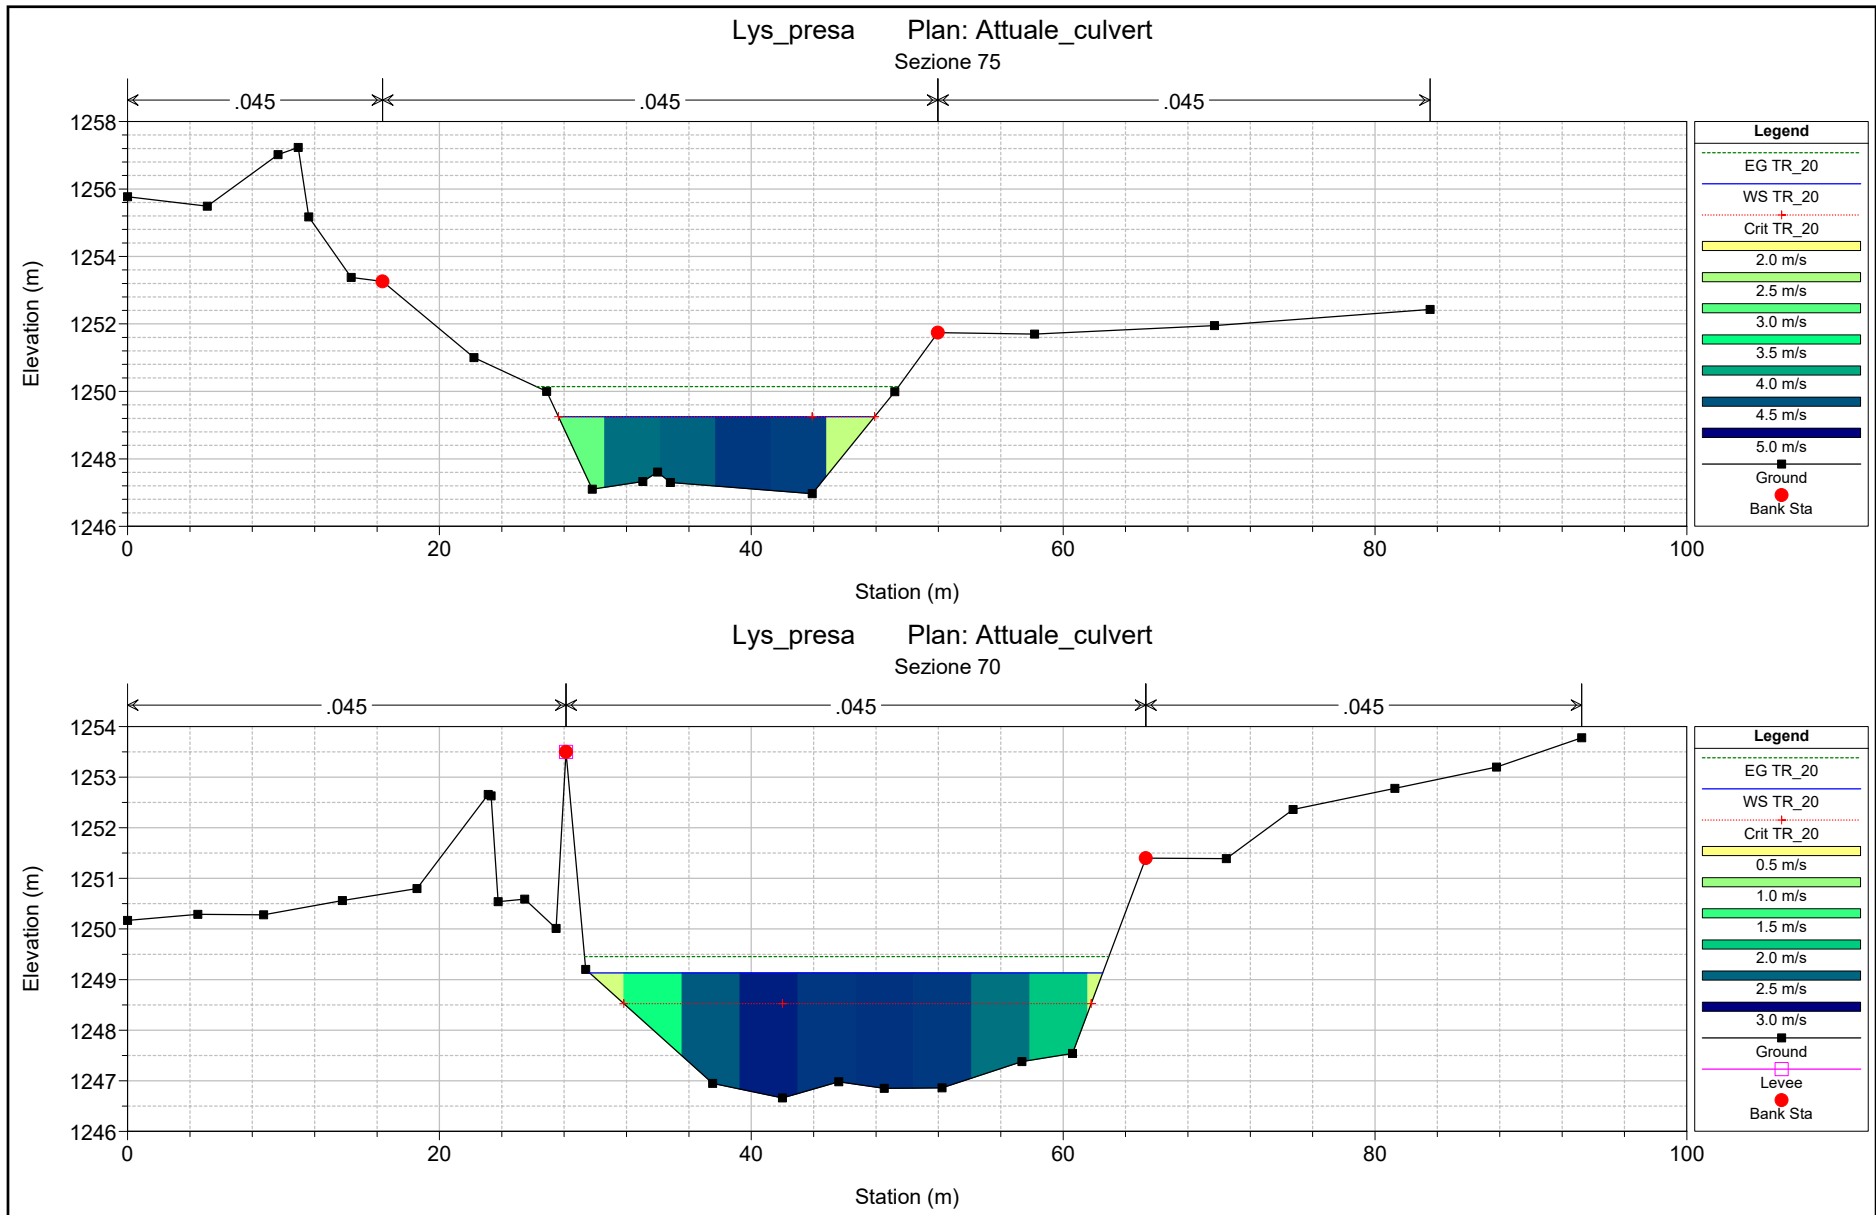 Lys_presa Plan: Attuale_culvert
Sezione 75
.045 .045 .045
Elevation (m)
1258
1256
1254
1252
1250
1248
1246
0 20 40 60 80 100
Station (m)
Legend
EG TR_20
WS TR_20
Crit TR_20
2.0 m/s
2.5 m/s
3.0 m/s
3.5 m/s
4.0 m/s
4.5 m/s
5.0 m/s
Ground
Bank Sta
Lys_presa Plan: Attuale_culvert
Sezione 70
.045 .045 .045
Elevation (m)
1254
1253
1252
1251
1250
1249
1248
1247
1246
0 20 40 60 80 100
Station (m)
Legend
EG TR_20
WS TR_20
Crit TR_20
0.5 m/s
1.0 m/s
1.5 m/s
2.0 m/s
2.5 m/s
3.0 m/s
Ground
Levee
Bank Sta